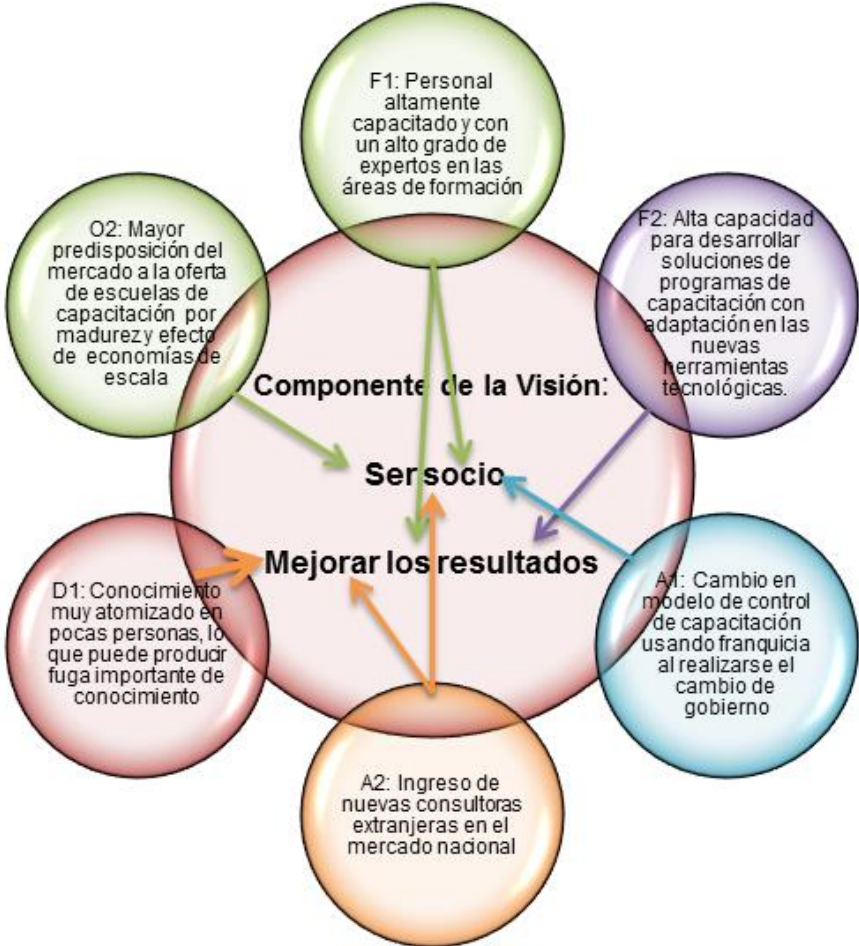 F1: Personal
altamente
capacitado y con
un alto grado de
expertos en las
áreas de formación
O2: Mayor
predisposición del
mercado a la oferta
de escuelas de
capacitación por
madurez y efecto
de economías de
escala
F2: Alta capacidad
para desarrollar
soluciones de
programas de
capacitación con
adaptación en las
nuevas
herramientas
tecnológicas.
Componente de la Visión:
Ser socio
Mejorar los resultados
D1: Conocimiento
muy atomizado en
pocas personas, lo
que puede producir
fuga importante de
conocimiento
A1: Cambio en
modelo de control
de capacitación
usando franquicia
al realizarse el
cambio de
gobierno
A2: Ingreso de
nuevas consultoras
extranjeras en el
mercado nacional